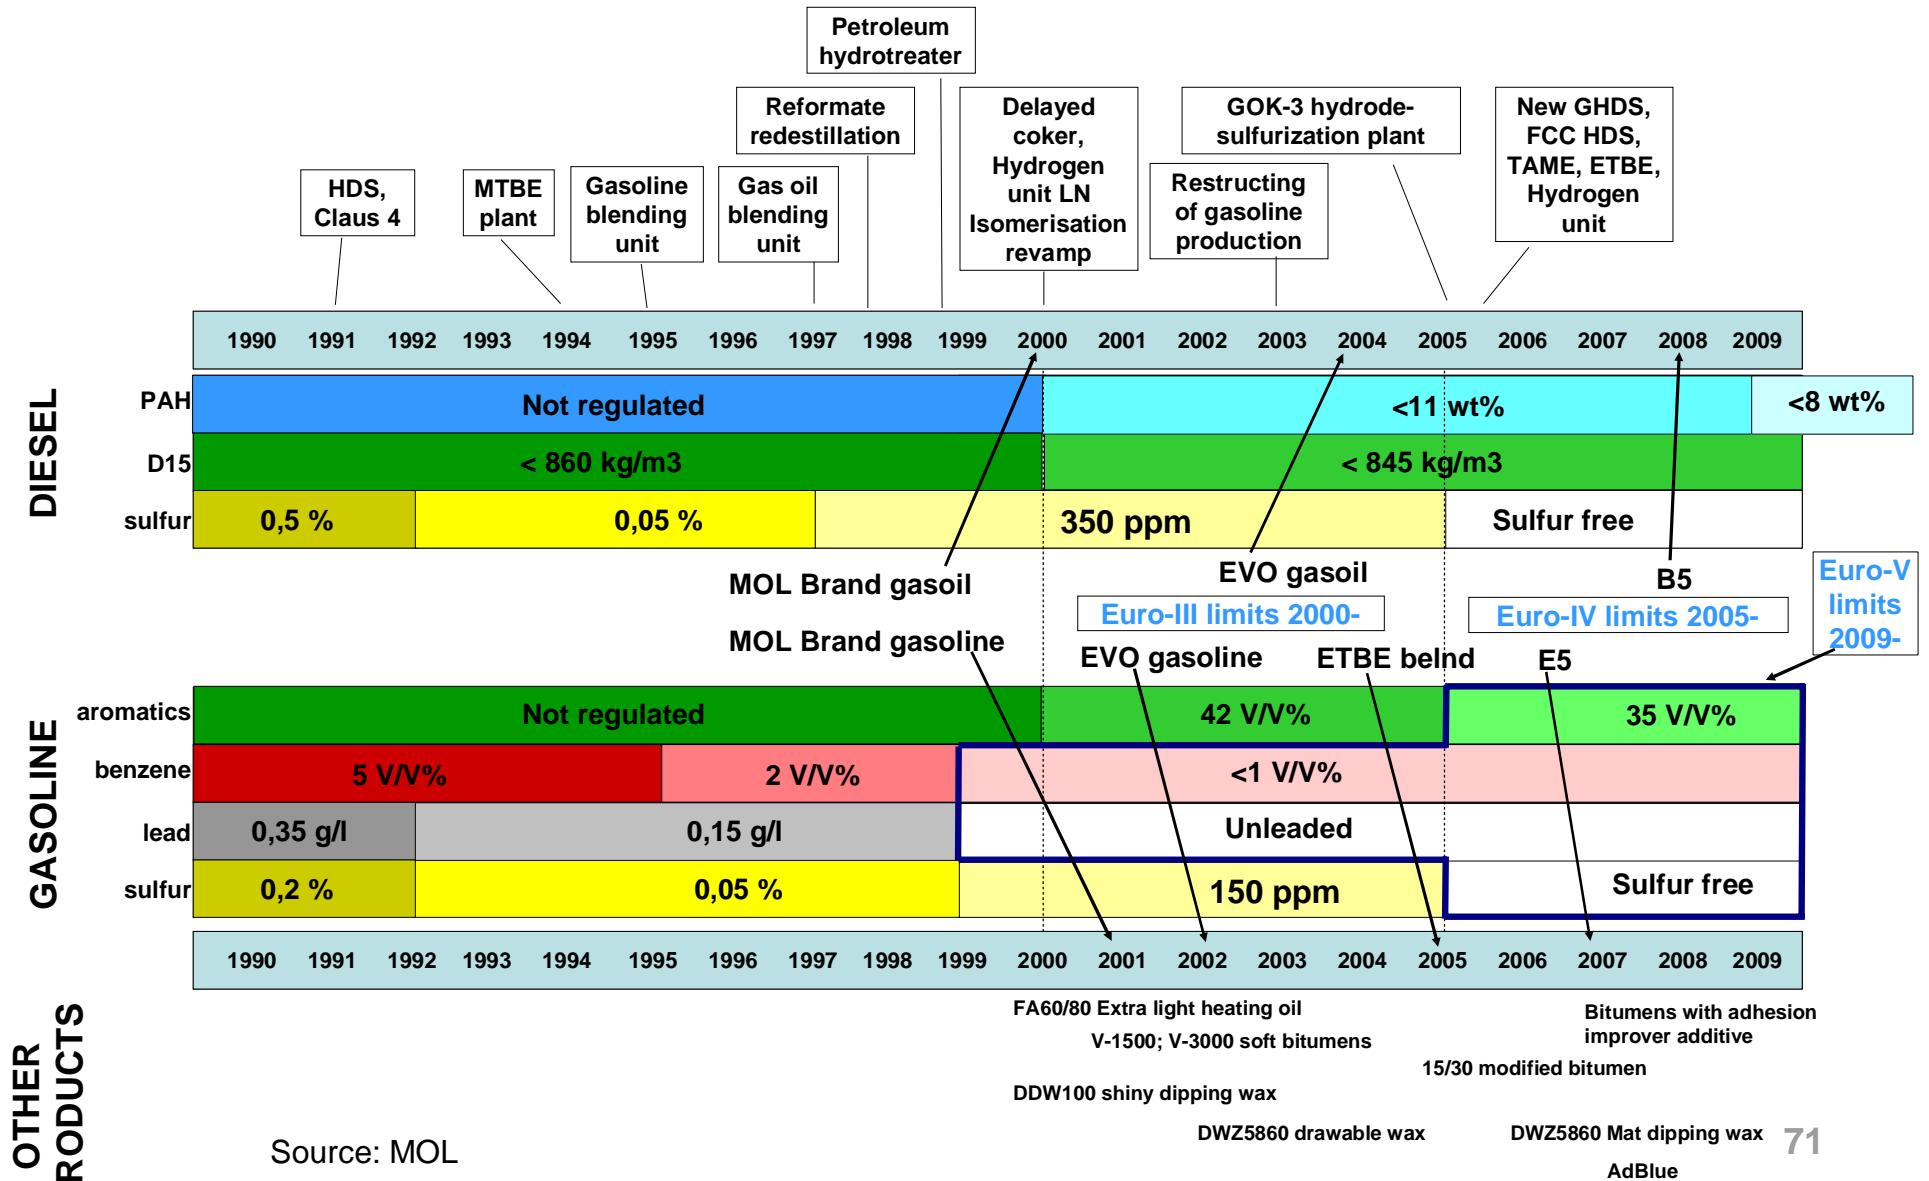 Petroleum
hydrotreater
Reformate
redestillation
Delayed
coker,
Hydrogen
unit LN
Isomerisation
revamp
GOK-3 hydrode-
sulfurization plant
New GHDS,
FCC HDS,
TAME, ETBE,
Hydrogen
unit
HDS,
Claus 4
MTBE
plant
Gasoline
blending
unit
Gas oil
blending
unit
Restructing
of gasoline
production
1990 1991 1992 1993 1994 1995 1996 1997 1998 1999 2000 2001 2002 2003 2004 2005 2006 2007 2008 2009
DIESEL
PAH Not regulated <11 wt% <8 wt%
D15 < 860 kg/m3 < 845 kg/m3
sulfur 0,5 % 0,05 % 350 ppm Sulfur free
MOL Brand gasoil EVO gasoil B5
Euro-III limits 2000- Euro-IV limits 2005-
Euro-V
limits
2009-
MOL Brand gasoline EVO gasoline ETBE belnd E5
GASOLINE
aromatics Not regulated 42 V/V% 35 V/V%
benzene 5 V/V% 2 V/V% <1 V/V%
lead 0,35 g/l 0,15 g/l Unleaded
sulfur 0,2 % 0,05 % 150 ppm Sulfur free
1990 1991 1992 1993 1994 1995 1996 1997 1998 1999 2000 2001 2002 2003 2004 2005 2006 2007 2008 2009
OTHER
RODUCTS
FA60/80 Extra light heating oil
Bitumens with adhesion
improver additive
V-1500; V-3000 soft bitumens
15/30 modified bitumen
DDW100 shiny dipping wax
DWZ5860 drawable wax DWZ5860 Mat dipping wax
AdBlue
Source: MOL
71